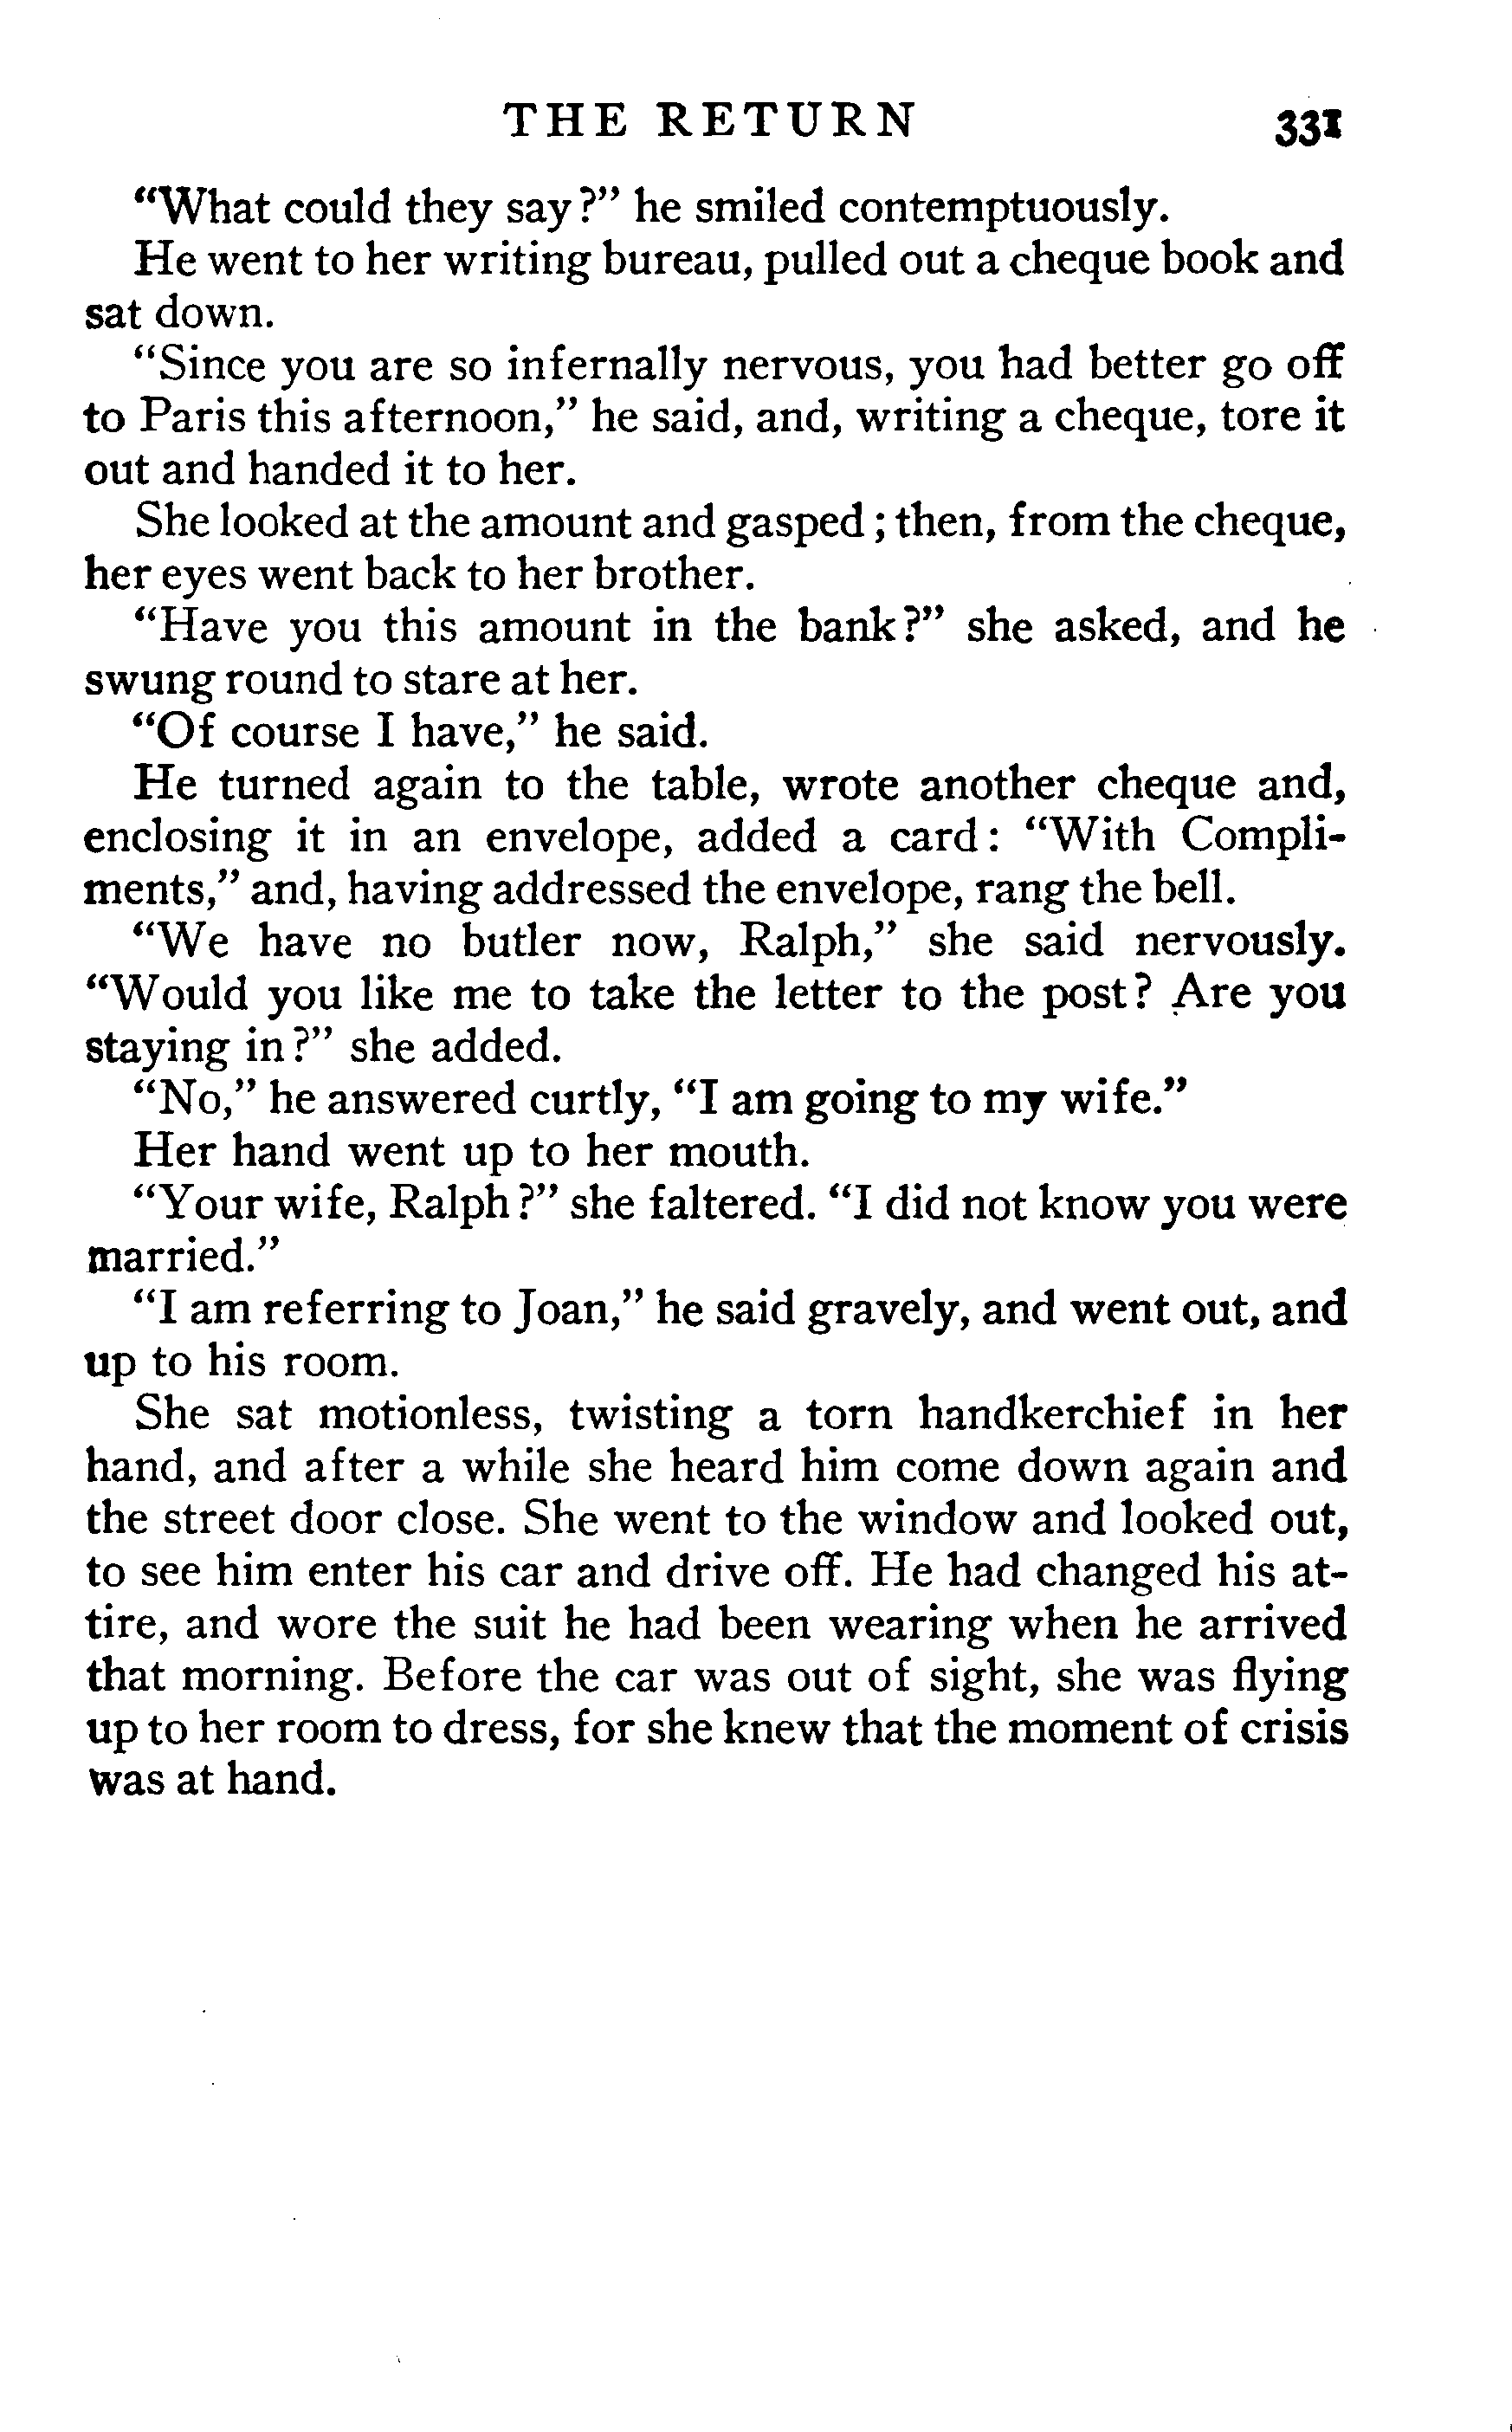 THE RETURN 331
“What could they say?” he smiled contemptuously.
He went to her writing bureau, pulled out a cheque book and
sat down.
“Since you are so infernally nervous, you had better go off
to Paris this afternoon,” he said, and, writing a cheque, tore it
out and handed it to her.
She looked at the amount and gasped; then, from the cheque,
her eyes went back to her brother.
“Have you this amount in the bank?” she asked, and he
swung round to stare at her.
“Of course I have,” he said.
He turned again to the table, wrote another cheque and,
enclosing it in an envelope, added a card: “With Compli-
ments,” and, having addressed the envelope, rang the bell.
“We have no butler now, Ralph,” she said nervously.
“Would you like me to take the letter to the post? Are you
staying in?” she added.
“No,” he answered curtly, “I am going to my wife.”
Her hand went up to her mouth.
“Your wife, Ralph?” she faltered. “I did not know you were
married.”
“I am referring to Joan,” he said gravely, and went out, and
up to his room.
She sat motionless, twisting a torn handkerchief in her
hand, and after a while she heard him come down again and
the street door close. She went to the window and looked out,
to see him enter his car and drive off. He had changed his at-
tire, and wore the suit he had been wearing when he arrived
that morning. Before the car was out of sight, she was flying
up to her room to dress, for she knew that the moment of crisis
was at hand.